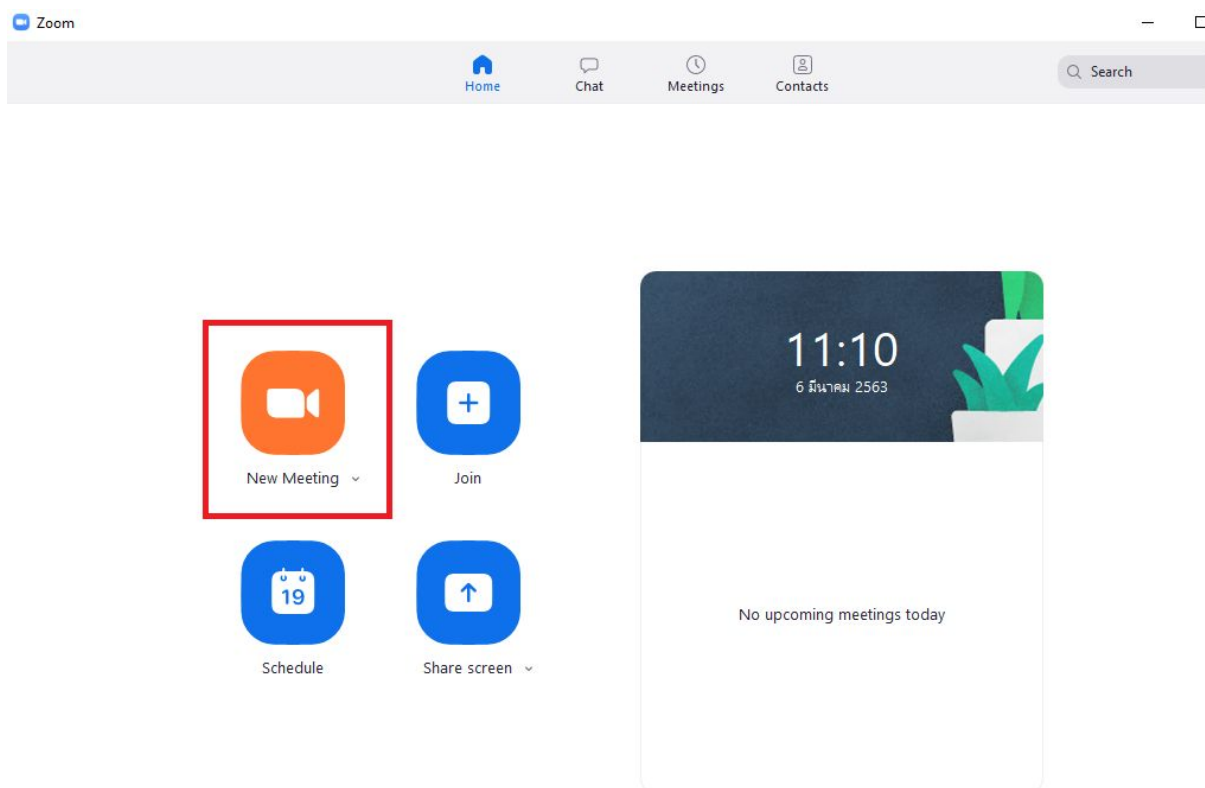 Zoom
Home
Chat
Meetings
Contacts
Search
New Meeting
Join
19
Schedule
Share screen
11:10
6 มีนาคม 2563
No upcoming meetings today